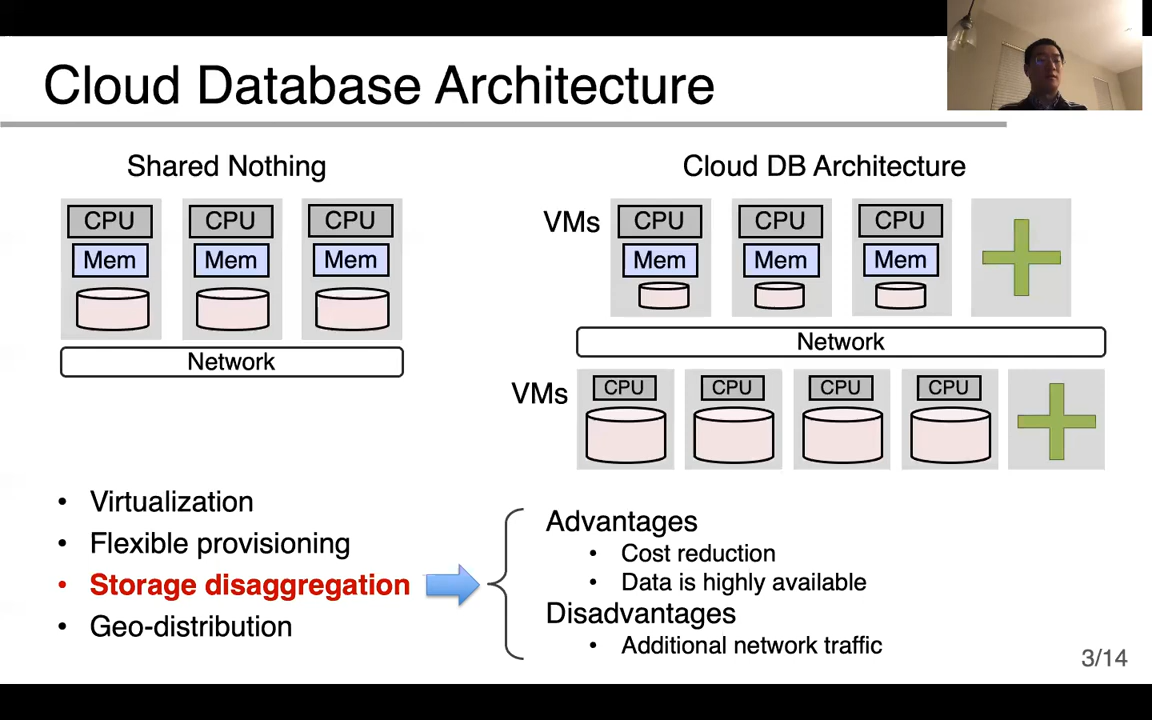 Cloud Database Architecture
Shared Nothing
CPU CPU CPU
Mem Mem Mem
Network
Cloud DB Architecture
VMs CPU CPU CPU
Mem Mem Mem
Network
VMs CPU CPU CPU CPU
• Virtualization
• Flexible provisioning
• Storage disaggregation
• Geo-distribution
Advantages
• Cost reduction
• Data is highly available
Disadvantages
• Additional network traffic
3/14